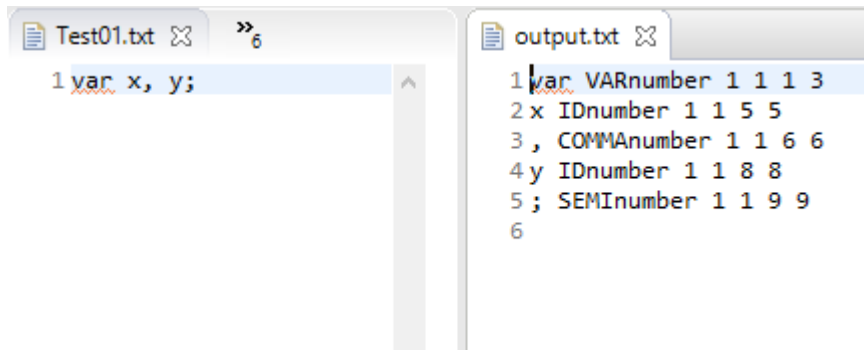 Test01.txt »6
1 var x, y;
output.txt
1 var VARnumber 1 1 1 3
2 x IDnumber 1 1 5 5
3 , COMMAnumber 1 1 6 6
4 y IDnumber 1 1 8 8
5 ; SEMInumber 1 1 9 9
6